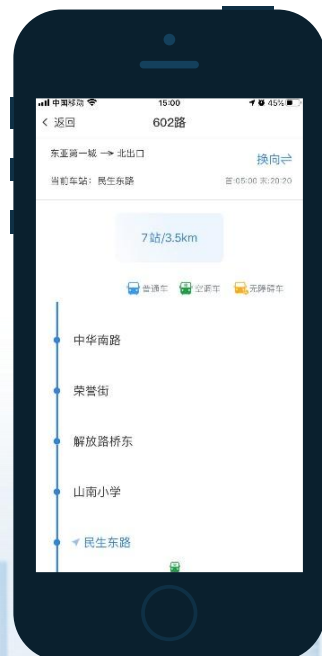 中国移动 15:00 45%
< 返回 602路
东亚第一城 → 北出口 换向⇌
当前车站：民生东路 首:05:00 末:20:20
7站/3.5km
普通车 空调车 无障碍车
中华南路
荣誉街
解放路桥东
山南小学
民生东路